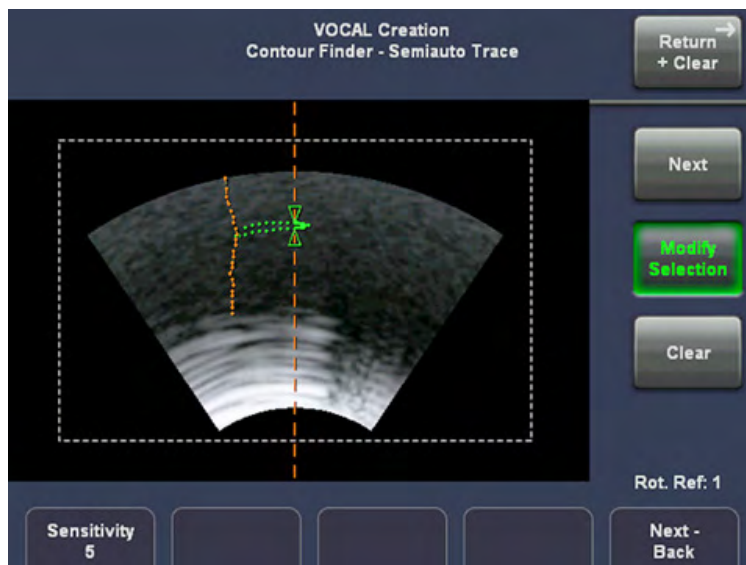 VOCAL Creation
Contour Finder - Semiauto Trace
Return
+ Clear
Next
Modify
Selection
Clear
Rot. Ref: 1
Sensitivity
5
Next -
Back